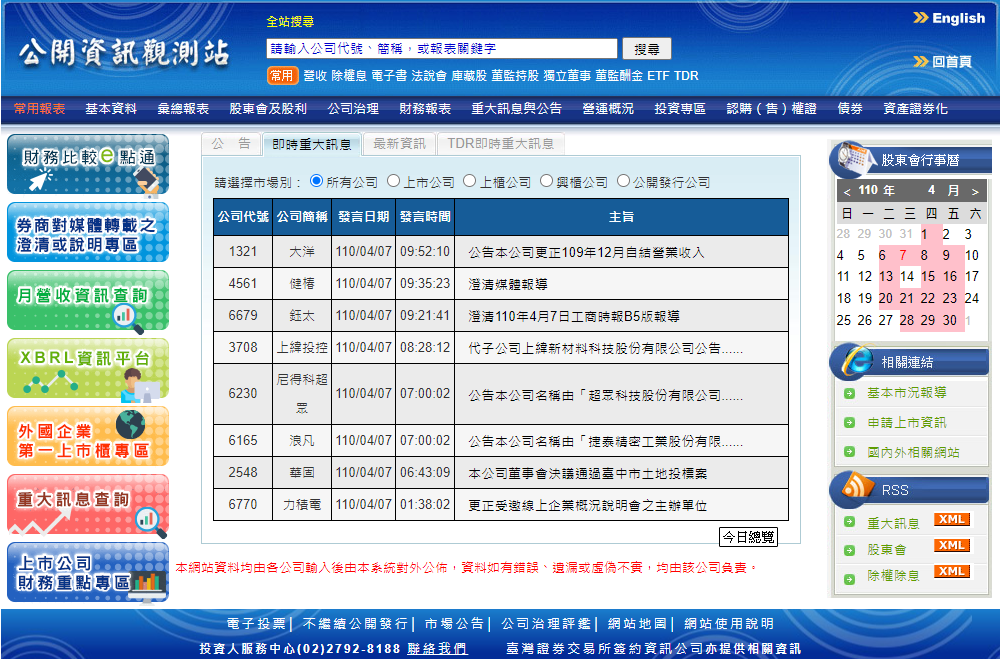 公開資訊觀測站
全站搜尋
請輸入公司代號、簡稱，或報表關鍵字
搜尋
常用 營收 除權息 電子書 法說會 庫藏股 董監持股 獨立董事 董監酬金 ETF TDR
English
回首頁
常用報表 基本資料 彙總報表 股東會及股利 公司治理 財務報表 重大訊息與公告 營運概況 投資專區 認購（售）權證 債券 資產證券化
財務比較e點通
券商對媒體轉載之
澄清或說明專區
月營收資訊查詢
XBRL資訊平台
外國企業
第一上市櫃專區
重大訊息查詢
上市公司
財務重點專區
公 告 即時重大訊息 最新資訊 TDR即時重大訊息
請選擇市場別： 所有公司 上市公司 上櫃公司 興櫃公司 公開發行公司
公司代號 公司簡稱 發言日期 發言時間 主旨
1321 大洋 110/04/07 09:52:10 公告本公司更正109年12月自結營業收入
4561 健椿 110/04/07 09:35:23 澄清媒體報導
6679 鈺太 110/04/07 09:21:41 澄清110年4月7日工商時報B5版報導
3708 上緯投控 110/04/07 08:28:12 代子公司上緯新材料科技股份有限公司公告......
6230 尼得科超眾 110/04/07 07:00:02 公告本公司名稱由「超眾科技股份有限公司......
6165 浪凡 110/04/07 07:00:02 公告本公司名稱由「捷泰精密工業股份有限......
2548 華固 110/04/07 06:43:09 本公司董事會決議通過臺中市土地投標案
6770 力積電 110/04/07 01:38:02 更正受邀線上企業概況說明會之主辦單位
今日總覽
本網站資料均由各公司輸入後由本系統對外公佈，資料如有錯誤、遺漏或虛偽不實，均由該公司負責。
股東會行事曆
< 110 年 4 月 >
日 一 二 三 四 五 六
28 29 30 31 1 2 3
4 5 6 7 8 9 10
11 12 13 14 15 16 17
18 19 20 21 22 23 24
25 26 27 28 29 30 1
相關連結
基本市況報導
申請上市資訊
國內外相關網站
RSS
重大訊息 XML
股東會 XML
除權除息 XML
電子投票| 不繼續公開發行| 市場公告| 公司治理評鑑| 網站地圖| 網站使用說明
投資人服務中心(02)2792-8188 聯絡我們 臺灣證券交易所簽約資訊公司亦提供相關資訊